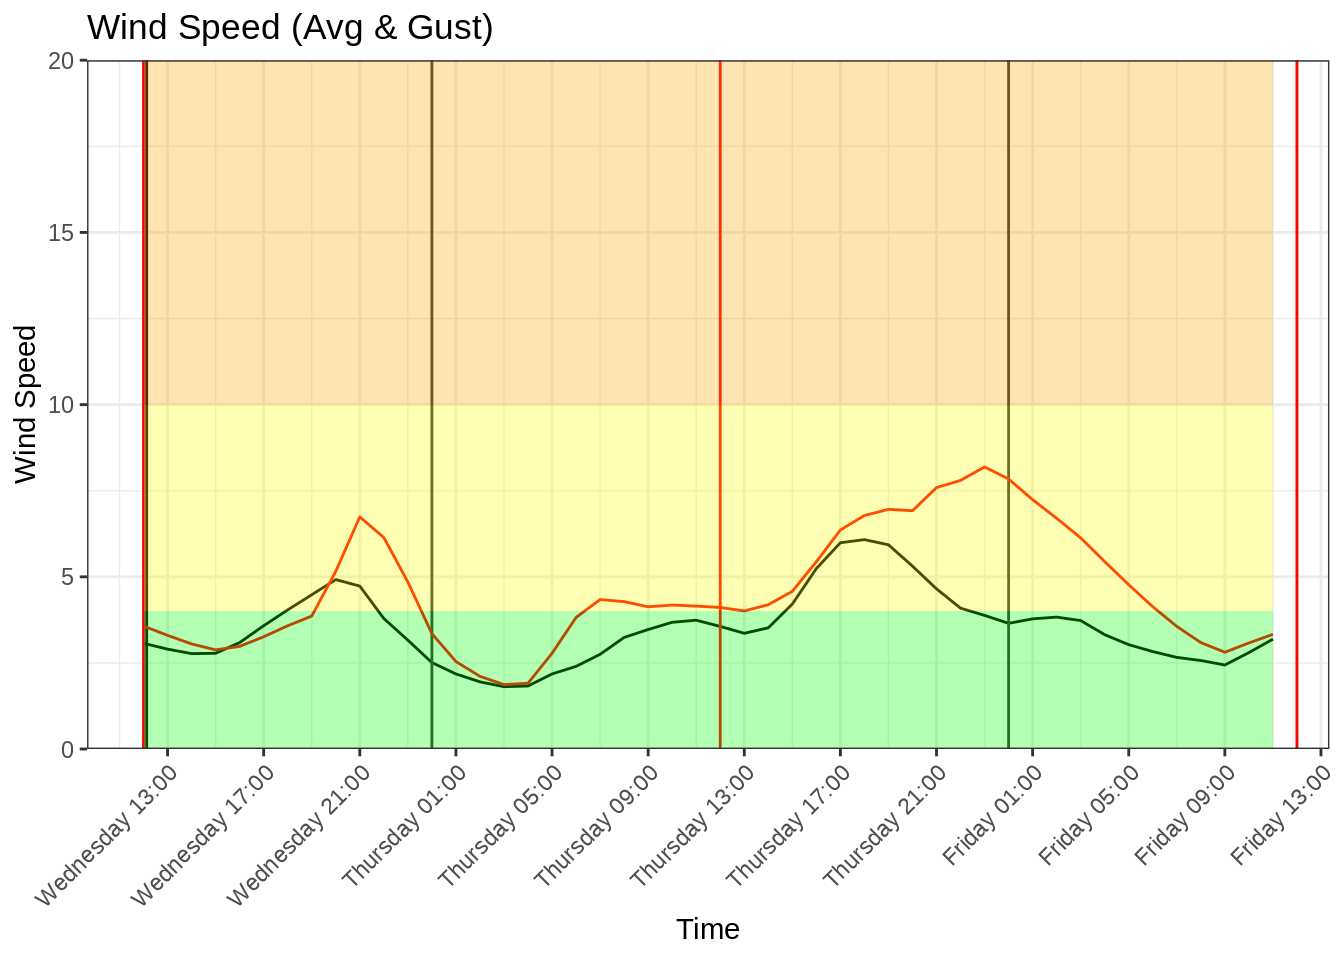 Wind Speed (Avg & Gust)
Wind Speed
20
15
10
5
0
Wednesday 13:00
Wednesday 17:00
Wednesday 21:00
Thursday 01:00
Thursday 05:00
Thursday 09:00
Thursday 13:00
Thursday 17:00
Thursday 21:00
Friday 01:00
Friday 05:00
Friday 09:00
Friday 13:00
Time